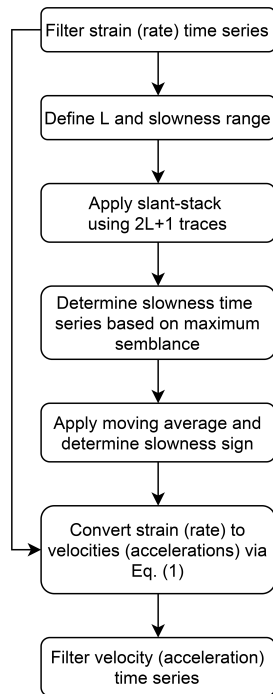 Filter strain (rate) time series
Define L and slowness range
Apply slant-stack
using 2L+1 traces
Determine slowness time
series based on maximum
semblance
Apply moving average and
determine slowness sign
Convert strain (rate) to
velocities (accelerations) via
Eq. (1)
Filter velocity (acceleration)
time series